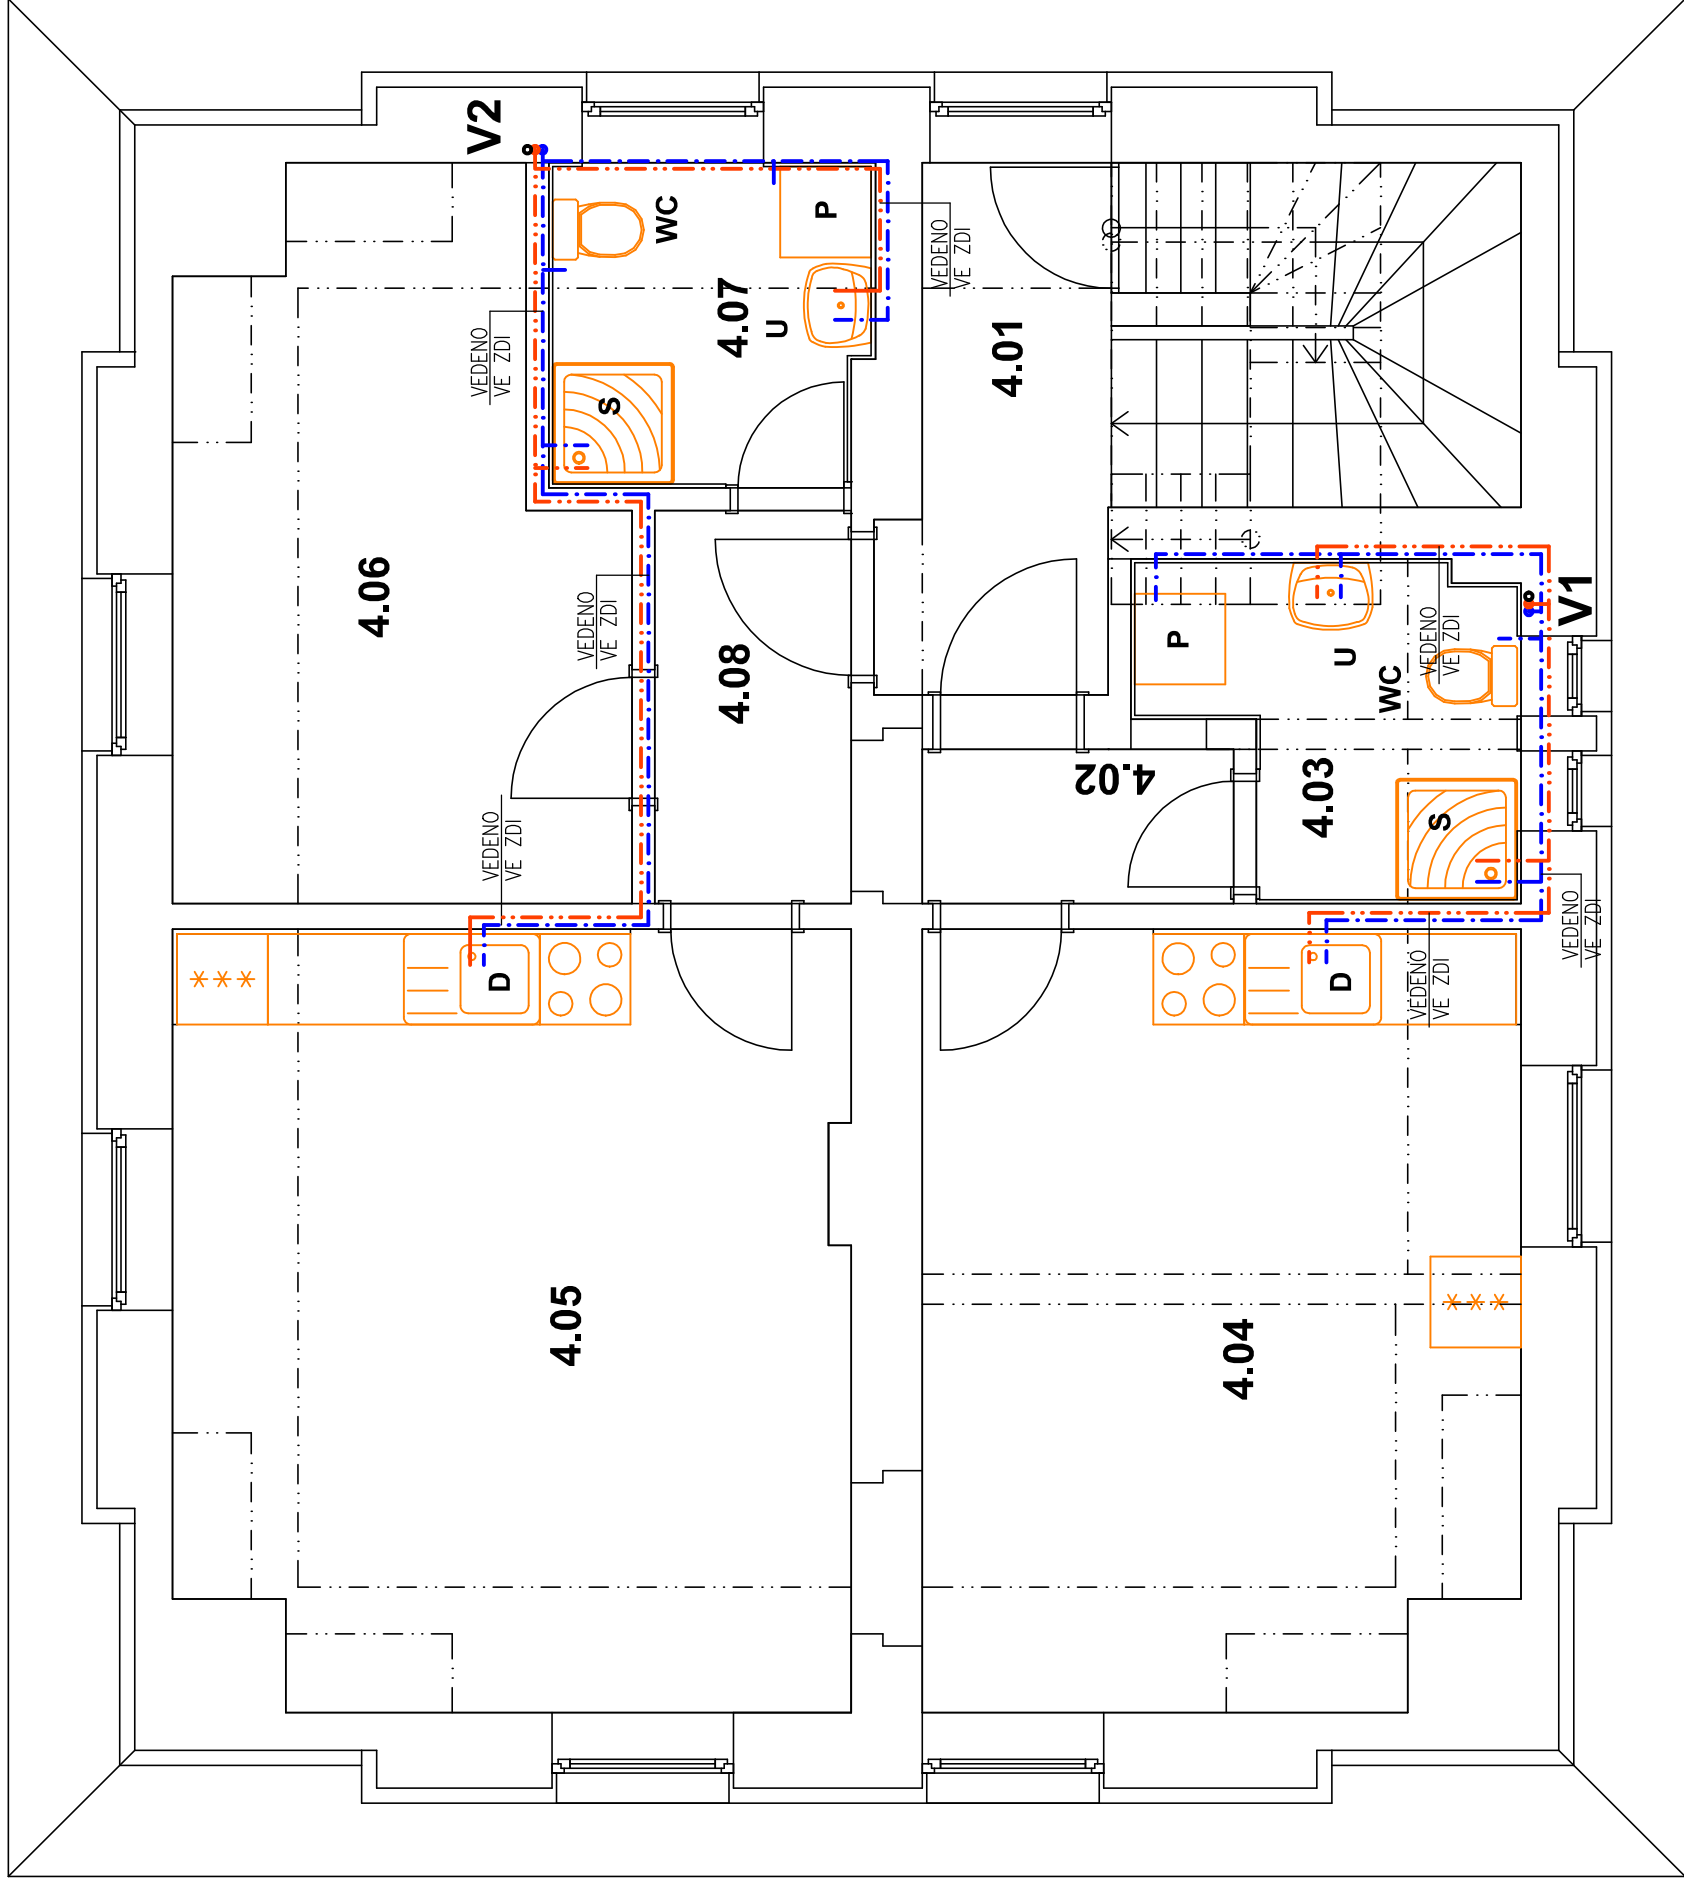 V2
WC
P
VEDENO
VE ZDI
4.07
U
VEDENO
VE ZDI
4.01
S
4.06
VEDENO
VE ZDI
4.08
V1
P
VEDENO
VE ZDI
U
WC
4.02
4.03
S
VEDENO
VE ZDI
VEDENO
VE ZDI
D
D
VEDENO
VE ZDI
4.05
4.04